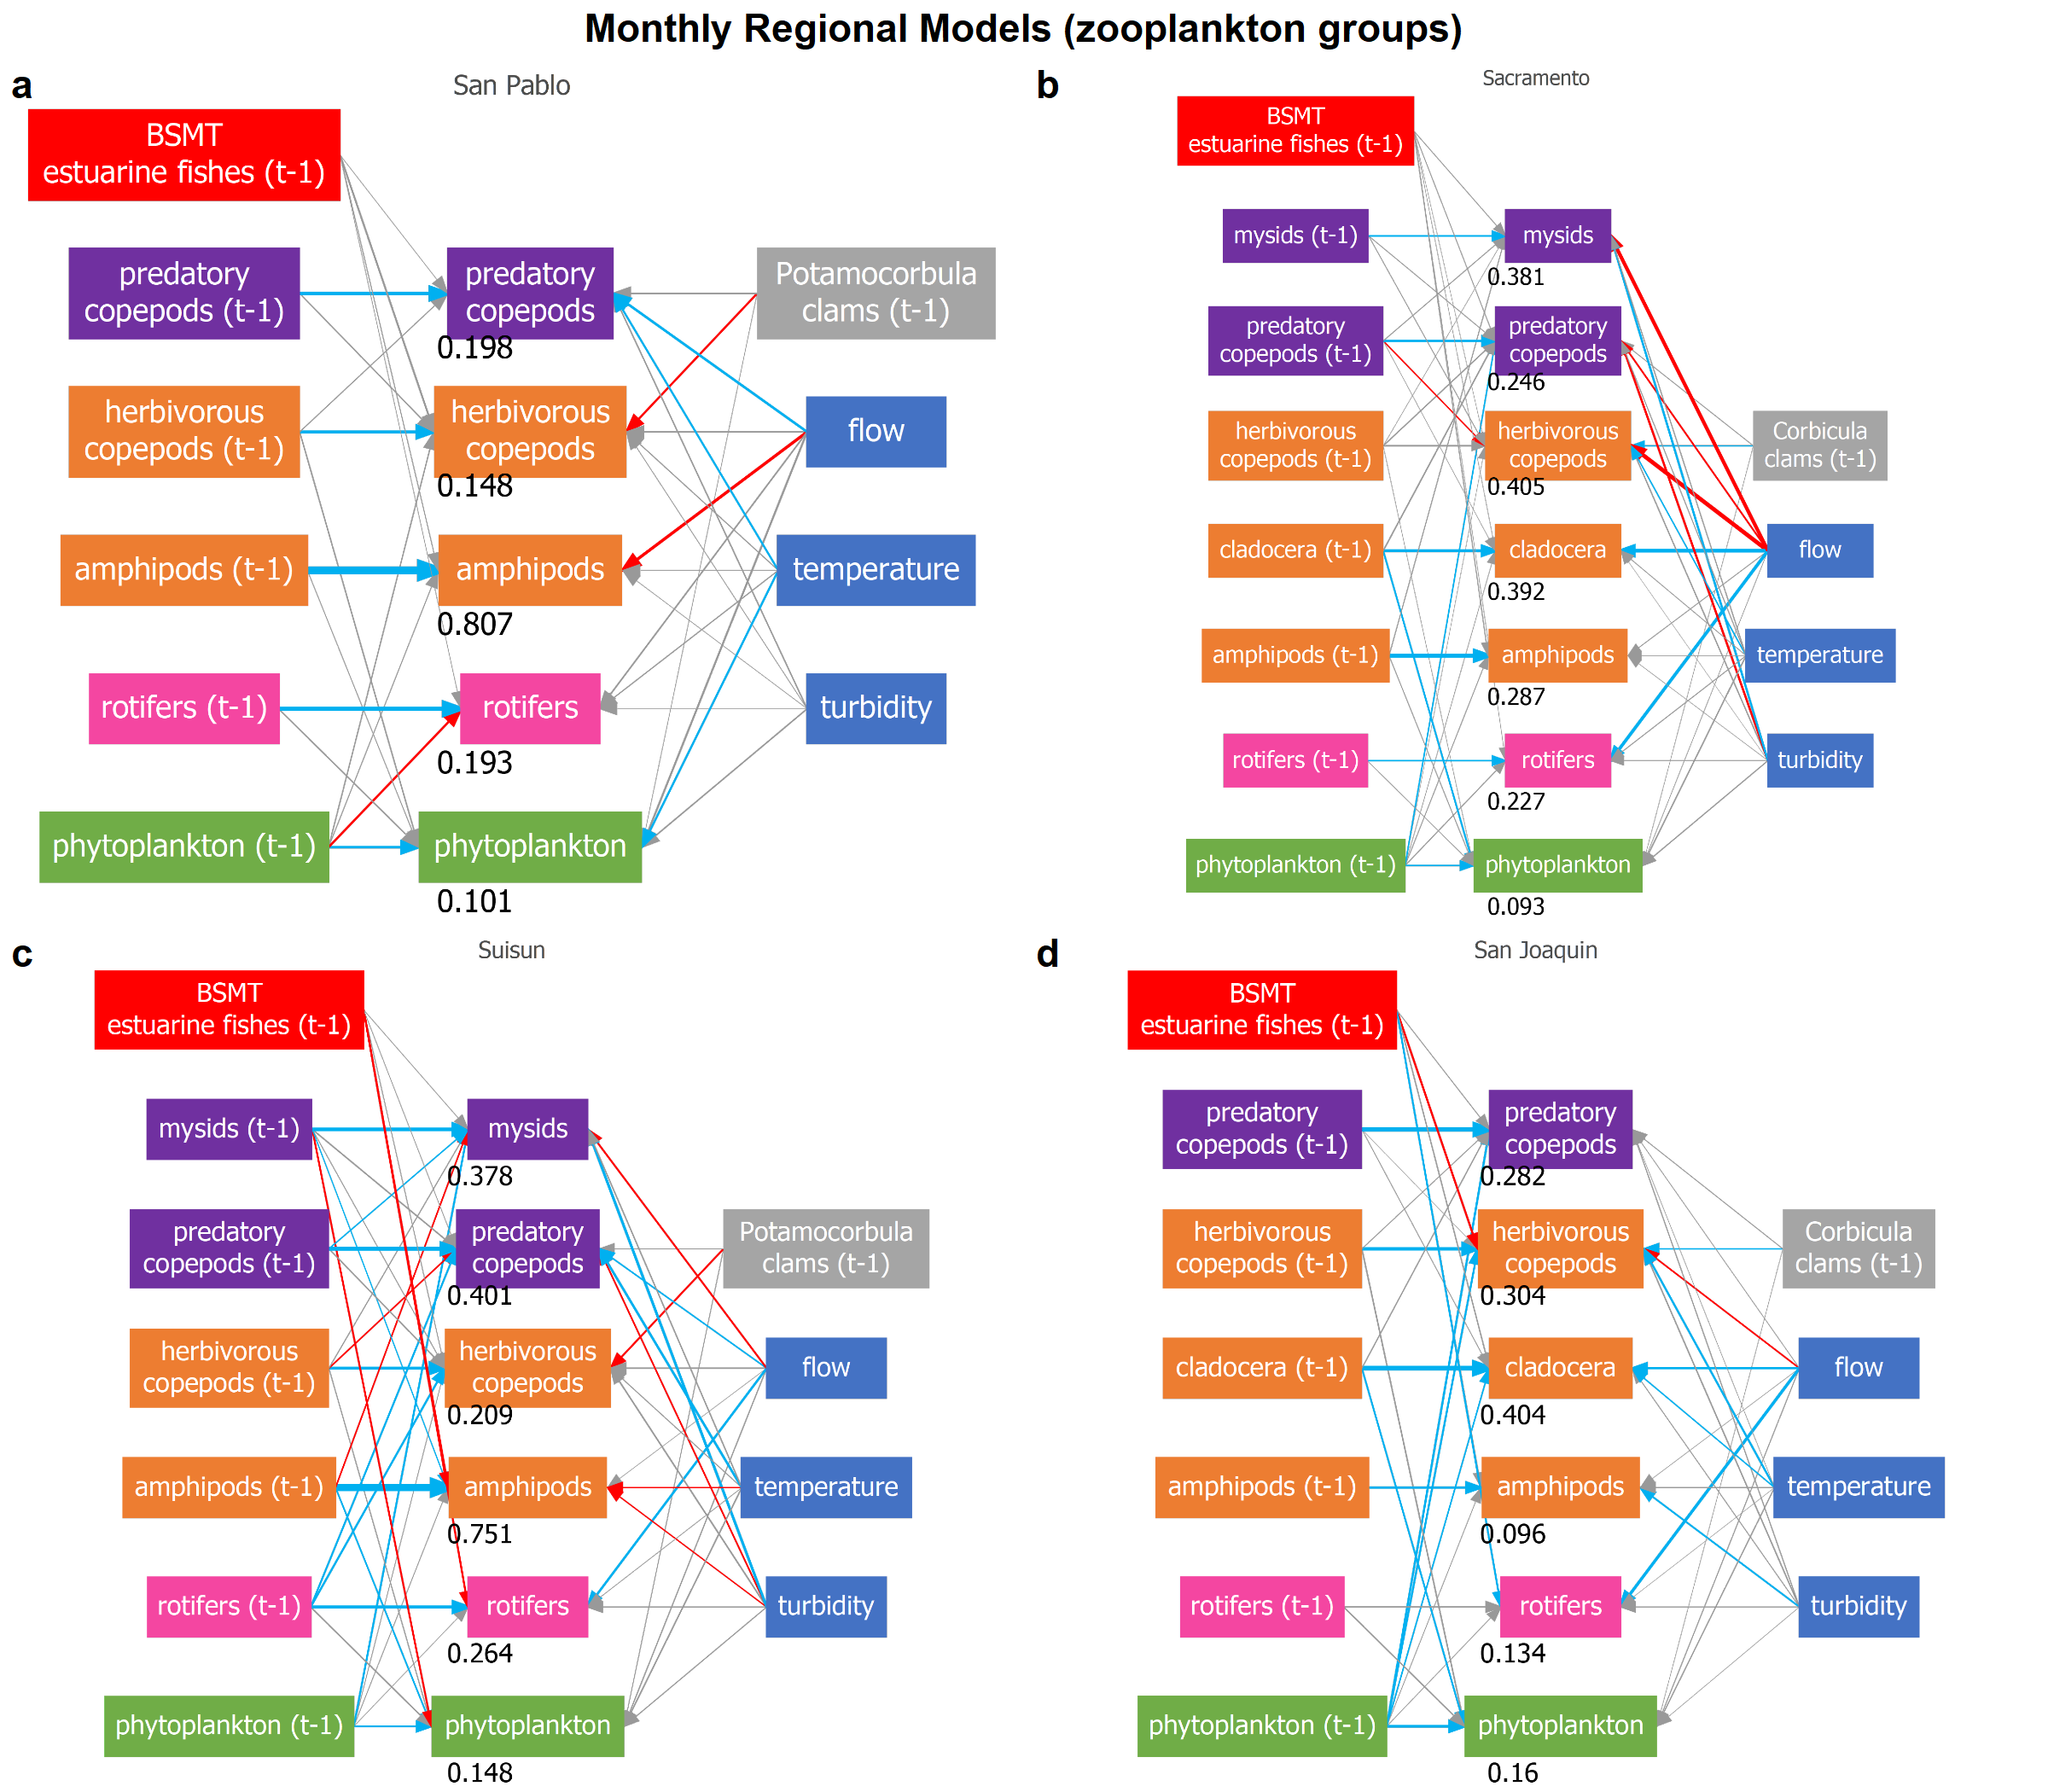 Monthly Regional Models (zooplankton groups)
a
San Pablo
BSMT
estuarine fishes (t-1)
predatory
copepods (t-1)
herbivorous
copepods (t-1)
amphipods (t-1)
rotifers (t-1)
phytoplankton (t-1)
predatory
copepods
0.198
herbivorous
copepods
0.148
amphipods
0.807
rotifers
0.193
phytoplankton
0.101
Potamocorbula
clams (t-1)
flow
temperature
turbidity
b
Sacramento
BSMT
estuarine fishes (t-1)
mysids (t-1)
predatory
copepods (t-1)
herbivorous
copepods (t-1)
cladocera (t-1)
amphipods (t-1)
rotifers (t-1)
phytoplankton (t-1)
mysids
0.381
predatory
copepods
0.246
herbivorous
copepods
0.405
cladocera
0.392
amphipods
0.287
rotifers
0.227
phytoplankton
0.093
Corbicula
clams (t-1)
flow
temperature
turbidity
c
Suisun
BSMT
estuarine fishes (t-1)
mysids (t-1)
predatory
copepods (t-1)
herbivorous
copepods (t-1)
amphipods (t-1)
rotifers (t-1)
phytoplankton (t-1)
mysids
0.378
predatory
copepods
0.401
herbivorous
copepods
0.209
amphipods
0.751
rotifers
0.264
phytoplankton
0.148
Potamocorbula
clams (t-1)
flow
temperature
turbidity
d
San Joaquin
BSMT
estuarine fishes (t-1)
predatory
copepods (t-1)
herbivorous
copepods (t-1)
cladocera (t-1)
amphipods (t-1)
rotifers (t-1)
phytoplankton (t-1)
predatory
copepods
0.282
herbivorous
copepods
0.304
cladocera
0.404
amphipods
0.096
rotifers
0.134
phytoplankton
0.16
Corbicula
clams (t-1)
flow
temperature
turbidity